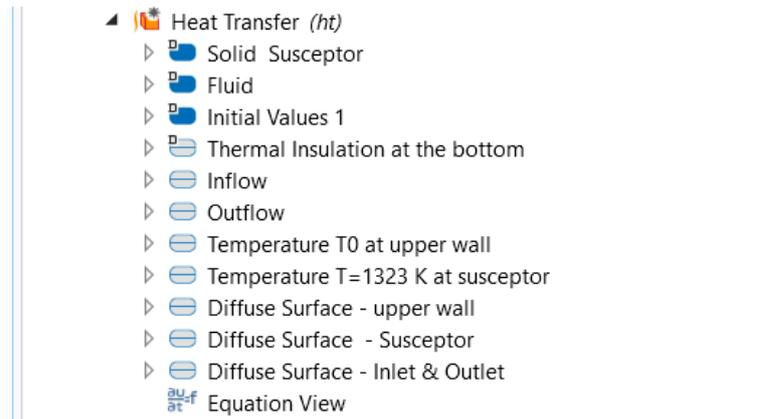 Heat Transfer (ht)
Solid  Susceptor
Fluid
Initial Values 1
Thermal Insulation at the bottom
Inflow
Outflow
Temperature T0 at upper wall
Temperature T=1323 K at susceptor
Diffuse Surface - upper wall
Diffuse Surface  - Susceptor
Diffuse Surface - Inlet & Outlet
Equation View